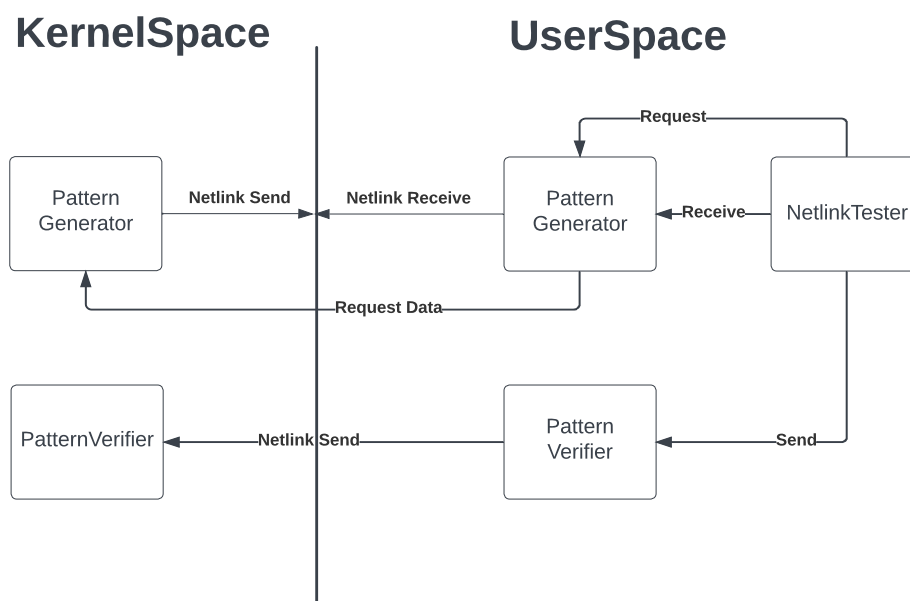 KernelSpace
UserSpace
Request
Pattern
Generator
Netlink Send
Netlink Receive
Pattern
Generator
Receive
NetlinkTester
Request Data
PatternVerifier
Netlink Send
Pattern
Verifier
Send